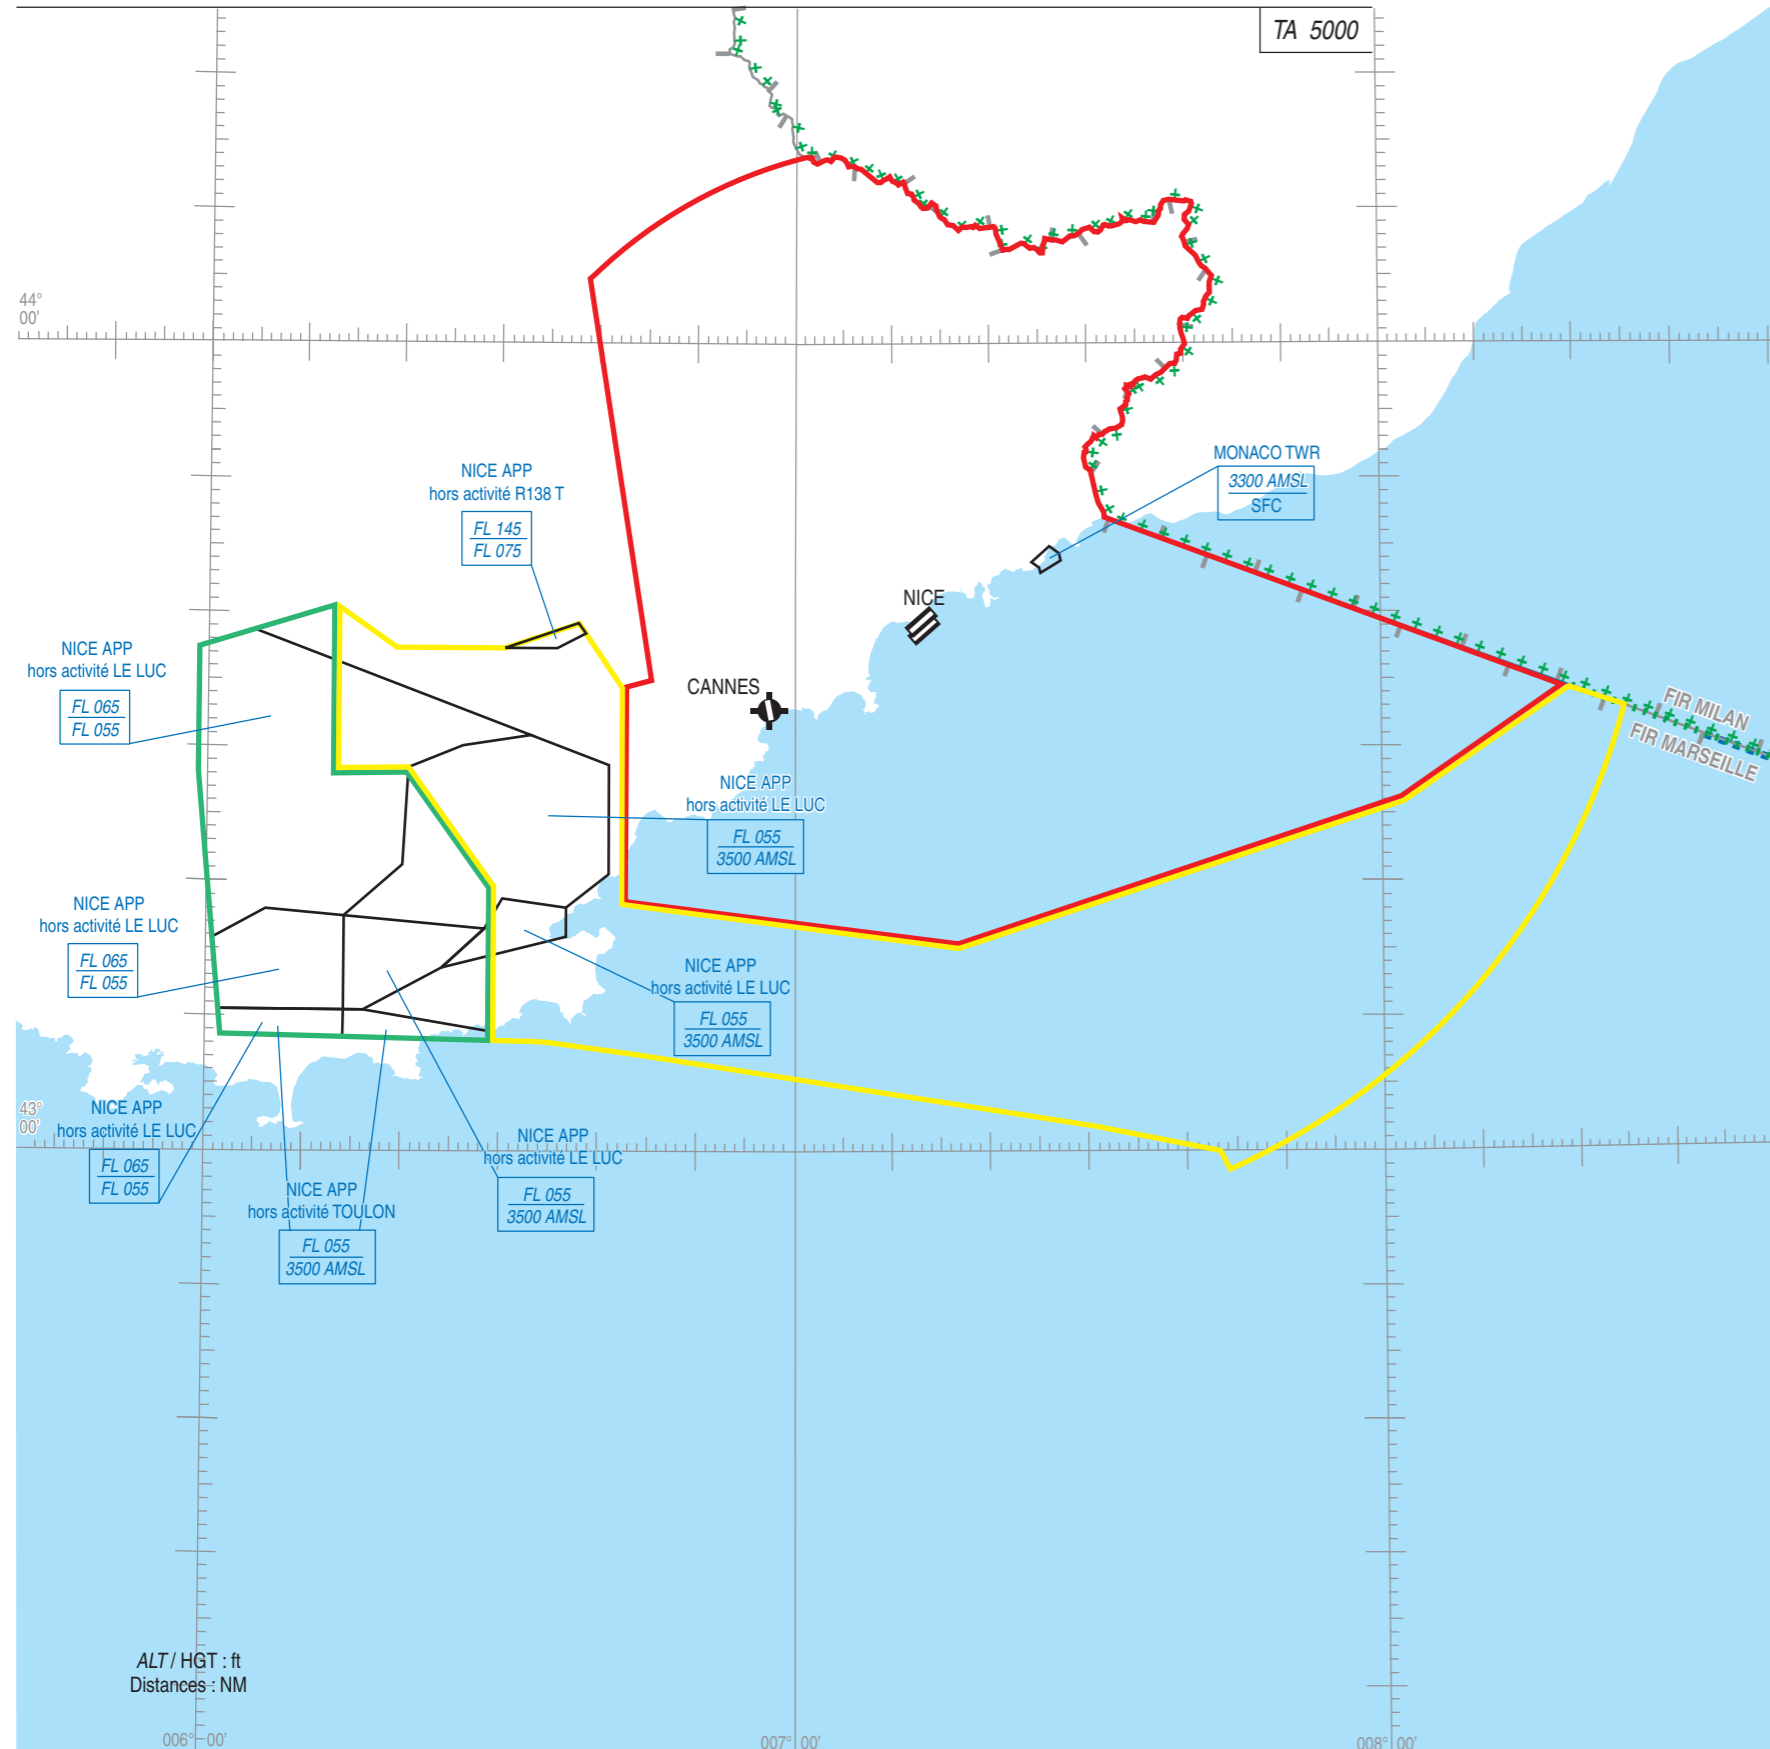 TA 5000
44°
00'
NICE APP
hors activité R138 T
FL 145
FL 075
MONACO TWR
3300 AMSL
SFC
NICE
NICE APP
hors activité LE LUC
FL 065
FL 055
CANNES
FIR MILAN
FIR MARSEILLE
NICE APP
hors activité LE LUC
FL 055
3500 AMSL
NICE APP
hors activité LE LUC
FL 065
FL 055
NICE APP
hors activité LE LUC
FL 055
3500 AMSL
43°
00'
NICE APP
hors activité LE LUC
FL 065
FL 055
NICE APP
hors activité LE LUC
FL 055
3500 AMSL
NICE APP
hors activité TOULON
FL 055
3500 AMSL
ALT / HGT : ft
Distances : NM
006° 00'
007° 00'
008° 00'